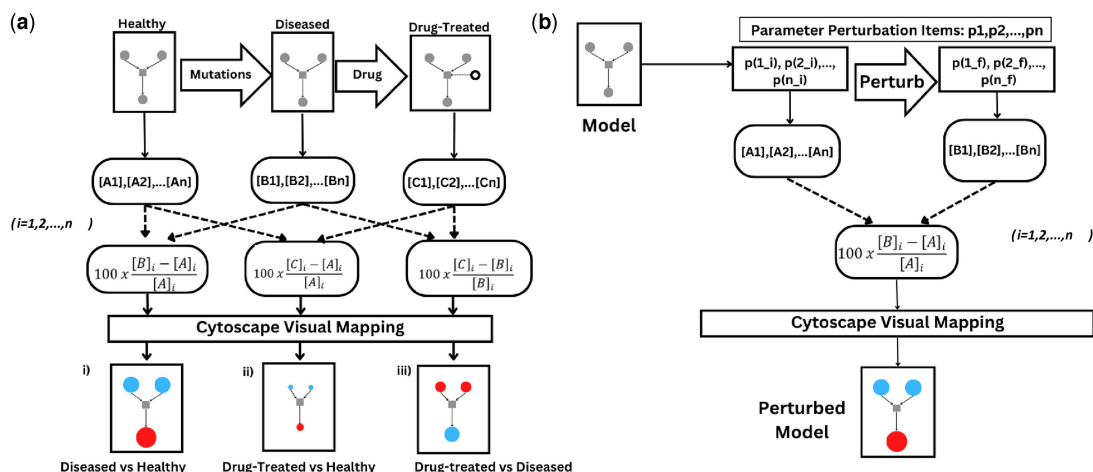 (a)
Healthy
Diseased
Drug-Treated
Mutations
Drug
[A1],[A2],...[An]
[B1],[B2],...[Bn]
[C1],[C2],...[Cn]
(i=1,2,...,n )
100 x [B]i − [A]i / [A]i
100 x [C]i − [A]i / [A]i
100 x [C]i − [B]i / [B]i
Cytoscape Visual Mapping
i)
ii)
iii)
Diseased vs Healthy
Drug-Treated vs Healthy
Drug-treated vs Diseased
(b)
Parameter Perturbation Items: p1,p2,...,pn
Model
p(1_i), p(2_i),...,
p(n_i)
Perturb
p(1_f), p(2_f),...,
p(n_f)
[A1],[A2],...[An]
[B1],[B2],...[Bn]
(i=1,2,...,n )
100 x [B]i − [A]i / [A]i
Cytoscape Visual Mapping
Perturbed
Model